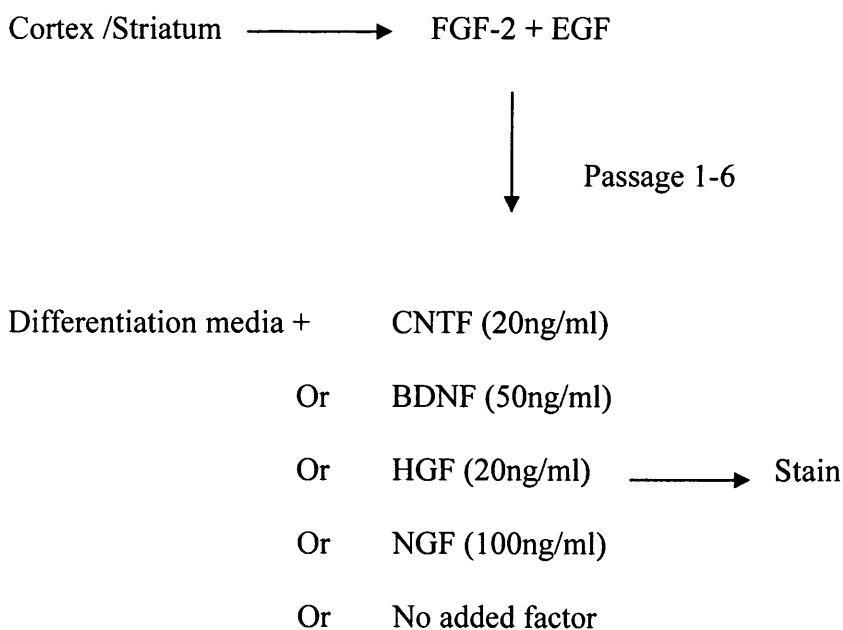 Cortex /Striatum FGF-2 + EGF
Passage 1-6
Differentiation media + CNTF (20ng/ml)
Or BDNF (50ng/ml)
Or HGF (20ng/ml) Stain
Or NGF (100ng/ml)
Or No added factor